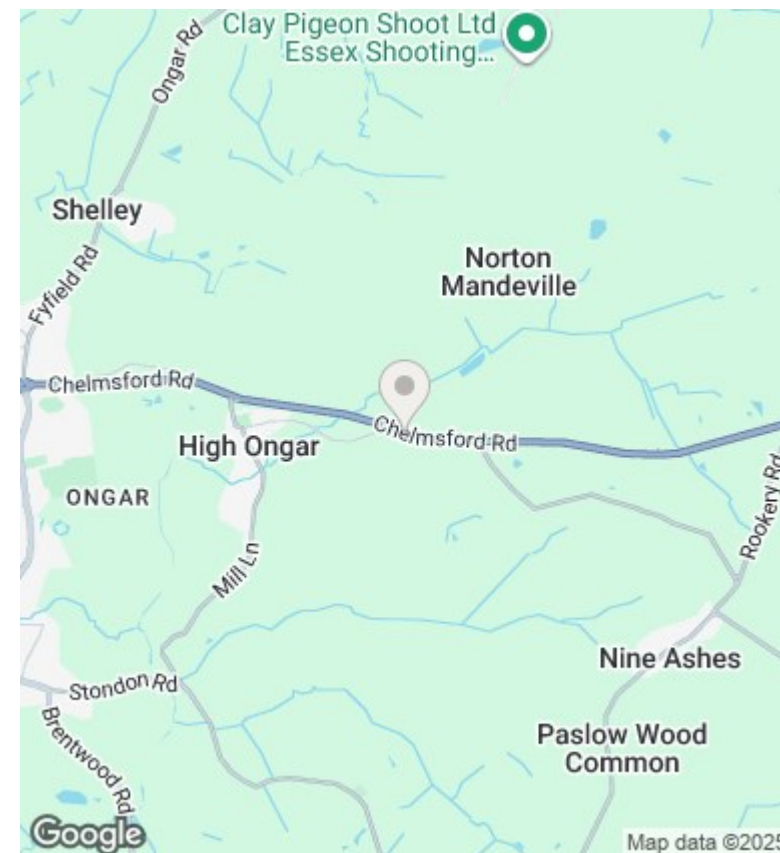 Clay Pigeon Shoot Ltd
Essex Shooting...
Ongar Rd
Shelley
Norton
Mandeville
Fyfield Rd
Chelmsford Rd
Chelmsford Rd
High Ongar
ONGAR
Rookery Rd
Mill Ln
Nine Ashes
Stondon Rd
Brentwood Rd
Paslow Wood
Common
Google
Map data ©2025